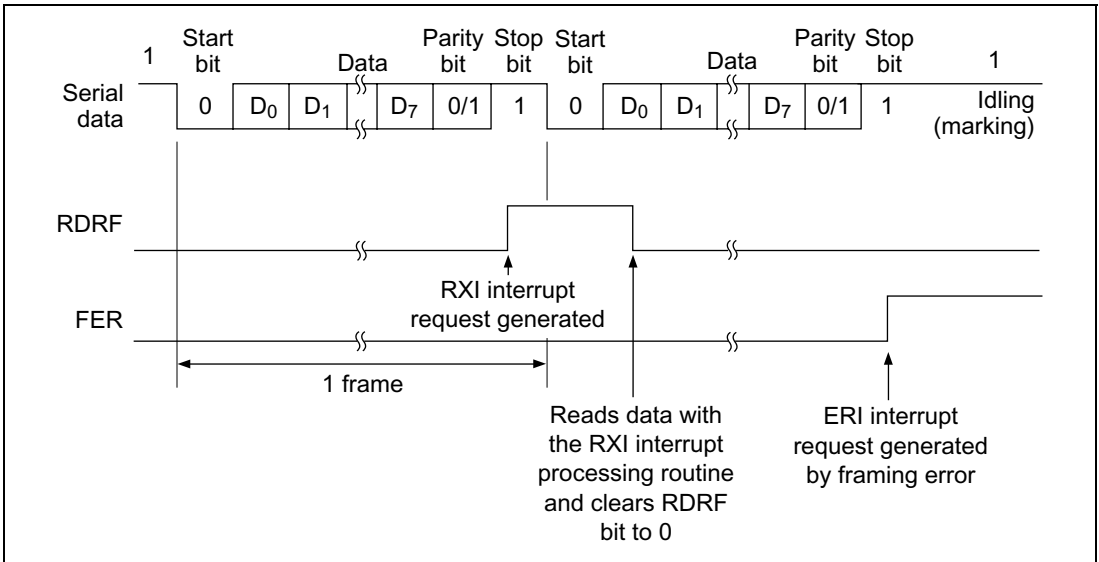 1
Start bit
Data
Parity bit
Stop bit
Start bit
Data
Parity bit
Stop bit
1
Serial data
0
D0
D1
D7
0/1
1
0
D0
D1
D7
0/1
1
Idling (marking)
RDRF
RXI interrupt
request generated
FER
1 frame
Reads data with
the RXI interrupt
processing routine
and clears RDRF
bit to 0
ERI interrupt
request generated
by framing error